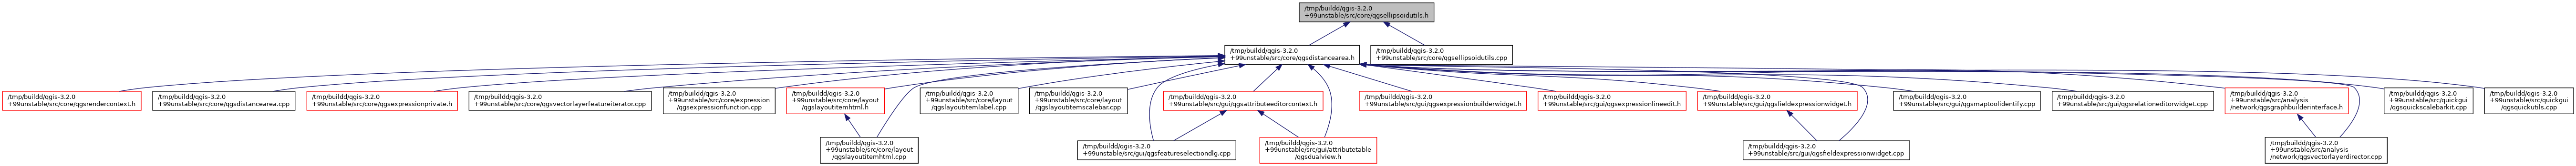 /tmp/buildd/qgis-3.2.0
+99unstable/src/core/qgsellipsoidutils.h
/tmp/buildd/qgis-3.2.0
+99unstable/src/core/qgsdistancearea.h
/tmp/buildd/qgis-3.2.0
+99unstable/src/core/qgsellipsoidutils.cpp
/tmp/buildd/qgis-3.2.0
+99unstable/src/core/qgsrendercontext.h
/tmp/buildd/qgis-3.2.0
+99unstable/src/core/qgsdistancearea.cpp
/tmp/buildd/qgis-3.2.0
+99unstable/src/core/qgsexpressionprivate.h
/tmp/buildd/qgis-3.2.0
+99unstable/src/core/qgsvectorlayerfeatureiterator.cpp
/tmp/buildd/qgis-3.2.0
+99unstable/src/core/expression
/qgsexpressionfunction.cpp
/tmp/buildd/qgis-3.2.0
+99unstable/src/core/layout
/qgslayoutitemhtml.h
/tmp/buildd/qgis-3.2.0
+99unstable/src/core/layout
/qgslayoutitemlabel.cpp
/tmp/buildd/qgis-3.2.0
+99unstable/src/core/layout
/qgslayoutitemscalebar.cpp
/tmp/buildd/qgis-3.2.0
+99unstable/src/gui/qgsattributeeditorcontext.h
/tmp/buildd/qgis-3.2.0
+99unstable/src/gui/qgsexpressionbuilderwidget.h
/tmp/buildd/qgis-3.2.0
+99unstable/src/gui/qgsexpressionlineedit.h
/tmp/buildd/qgis-3.2.0
+99unstable/src/gui/qgsfieldexpressionwidget.h
/tmp/buildd/qgis-3.2.0
+99unstable/src/gui/qgsmaptoolidentify.cpp
/tmp/buildd/qgis-3.2.0
+99unstable/src/gui/qgsrelationeditorwidget.cpp
/tmp/buildd/qgis-3.2.0
+99unstable/src/analysis
/network/qgsgraphbuilderinterface.h
/tmp/buildd/qgis-3.2.0
+99unstable/src/quickgui
/qgsquickscalebarkit.cpp
/tmp/buildd/qgis-3.2.0
+99unstable/src/quickgui
/qgsquickutils.cpp
/tmp/buildd/qgis-3.2.0
+99unstable/src/core/layout
/qgslayoutitemhtml.cpp
/tmp/buildd/qgis-3.2.0
+99unstable/src/gui/qgsfeatureselectiondlg.cpp
/tmp/buildd/qgis-3.2.0
+99unstable/src/gui/attributetable
/qgsdualview.h
/tmp/buildd/qgis-3.2.0
+99unstable/src/gui/qgsfieldexpressionwidget.cpp
/tmp/buildd/qgis-3.2.0
+99unstable/src/analysis
/network/qgsvectorlayerdirector.cpp